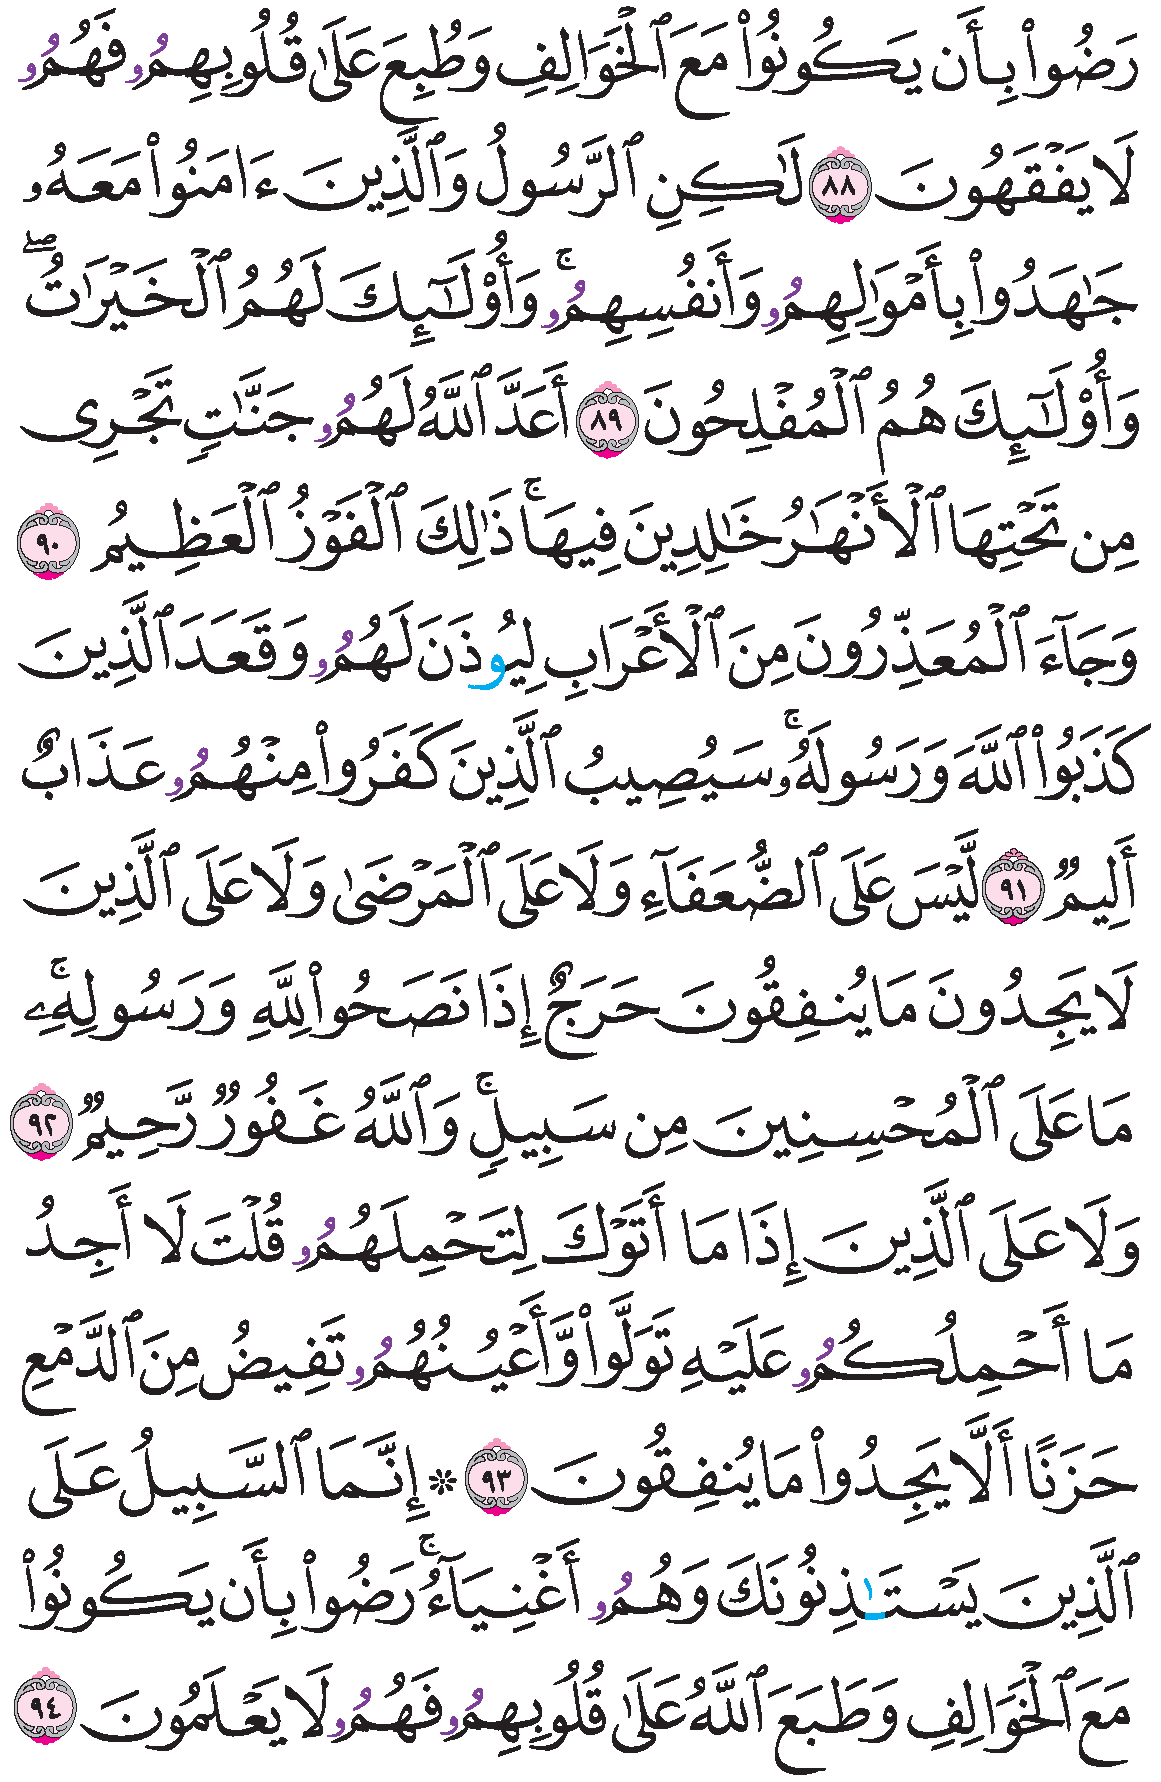 رَضُواْ بِأَن يَكُونُواْ مَعَ ٱلْخَوَالِفِ وَطُبِعَ عَلَىٰ قُلُوبِهِمُۥ فَهُمُۥ
لَا يَفْقَهُونَ ٨٨ لَٰكِنِ ٱلرَّسُولُ وَٱلَّذِينَ ءَامَنُواْ مَعَهُۥ
جَٰهَدُواْ بِأَمْوَٰلِهِمُۥ وَأَنفُسِهِمُۥۚ وَأُوْلَٰٓئِكَ لَهُمُ ٱلْخَيْرَٰتُۖ
وَأُوْلَٰٓئِكَ هُمُ ٱلْمُفْلِحُونَ ٨٩ أَعَدَّ ٱللَّهُ لَهُمُۥ جَنَّٰتٍ تَجْرِى
مِن تَحْتِهَا ٱلْأَنْهَٰرُ خَٰلِدِينَ فِيهَاۚ ذَٰلِكَ ٱلْفَوْزُ ٱلْعَظِيمُ ٩٠
وَجَآءَ ٱلْمُعَذِّرُونَ مِنَ ٱلْأَعْرَابِ لِيُوذَنَ لَهُمُۥ وَقَعَدَ ٱلَّذِينَ
كَذَبُواْ ٱللَّهَ وَرَسُولَهُۥۚ سَيُصِيبُ ٱلَّذِينَ كَفَرُواْ مِنْهُمُۥ عَذَابٌ
أَلِيمٌ ٩١ لَّيْسَ عَلَى ٱلضُّعَفَآءِ وَلَا عَلَى ٱلْمَرْضَىٰ وَلَا عَلَى ٱلَّذِينَ
لَا يَجِدُونَ مَا يُنفِقُونَ حَرَجٌ إِذَا نَصَحُواْ لِلَّهِ وَرَسُولِهِۦۚ
مَا عَلَى ٱلْمُحْسِنِينَ مِن سَبِيلٍۚ وَٱللَّهُ غَفُورٌ رَّحِيمٌ ٩٢
وَلَا عَلَى ٱلَّذِينَ إِذَا مَا أَتَوْكَ لِتَحْمِلَهُمُۥ قُلْتَ لَا أَجِدُ
مَا أَحْمِلُكُمُۥ عَلَيْهِ تَوَلَّواْ وَّأَعْيُنُهُمُۥ تَفِيضُ مِنَ ٱلدَّمْعِ
حَزَنًا أَلَّا يَجِدُواْ مَا يُنفِقُونَ ٩٣ ۞ إِنَّمَا ٱلسَّبِيلُ عَلَى
ٱلَّذِينَ يَسْتَٰذِنُونَكَ وَهُمُۥ أَغْنِيَآءُۚ رَضُواْ بِأَن يَكُونُواْ
مَعَ ٱلْخَوَالِفِ وَطَبَعَ ٱللَّهُ عَلَىٰ قُلُوبِهِمُۥ فَهُمُۥ لَا يَعْلَمُونَ ٩٤